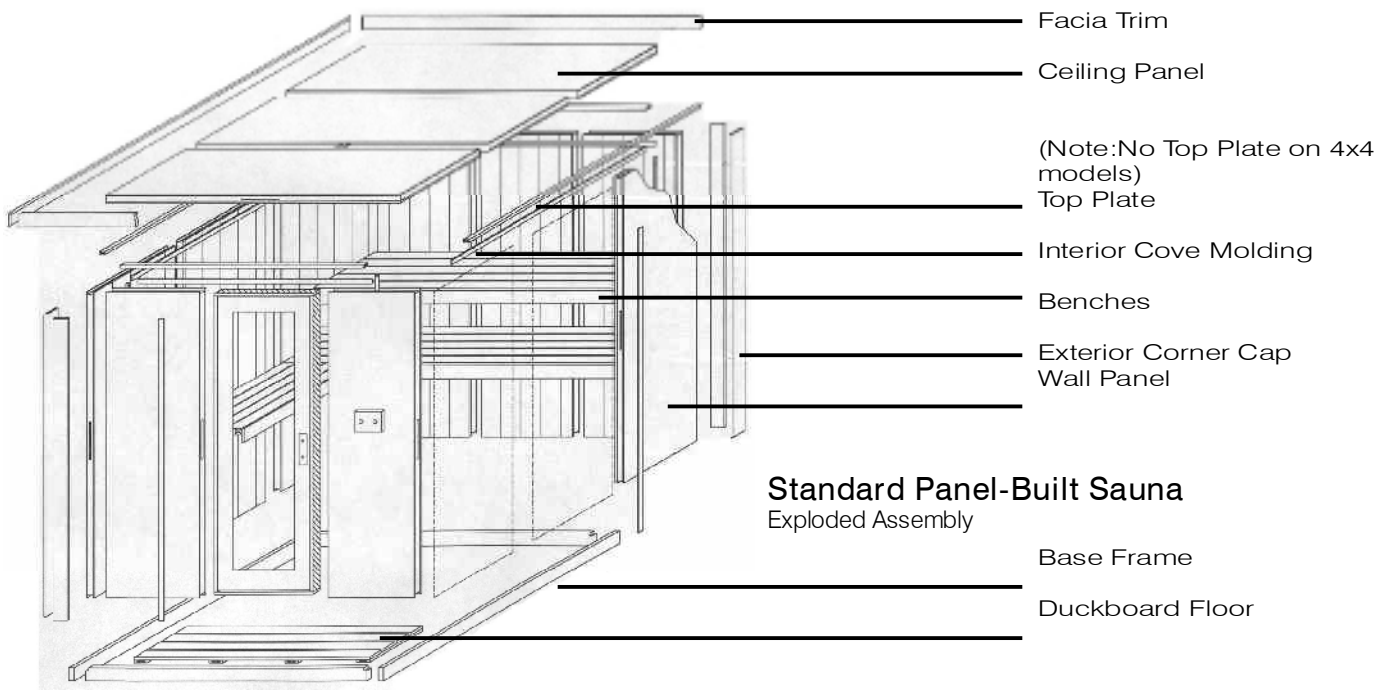 Facia Trim
Ceiling Panel
(Note:No Top Plate on 4x4
models)
Top Plate
Interior Cove Molding
Benches
Exterior Corner Cap
Wall Panel
Standard Panel-Built Sauna
Exploded Assembly
Base Frame
Duckboard Floor